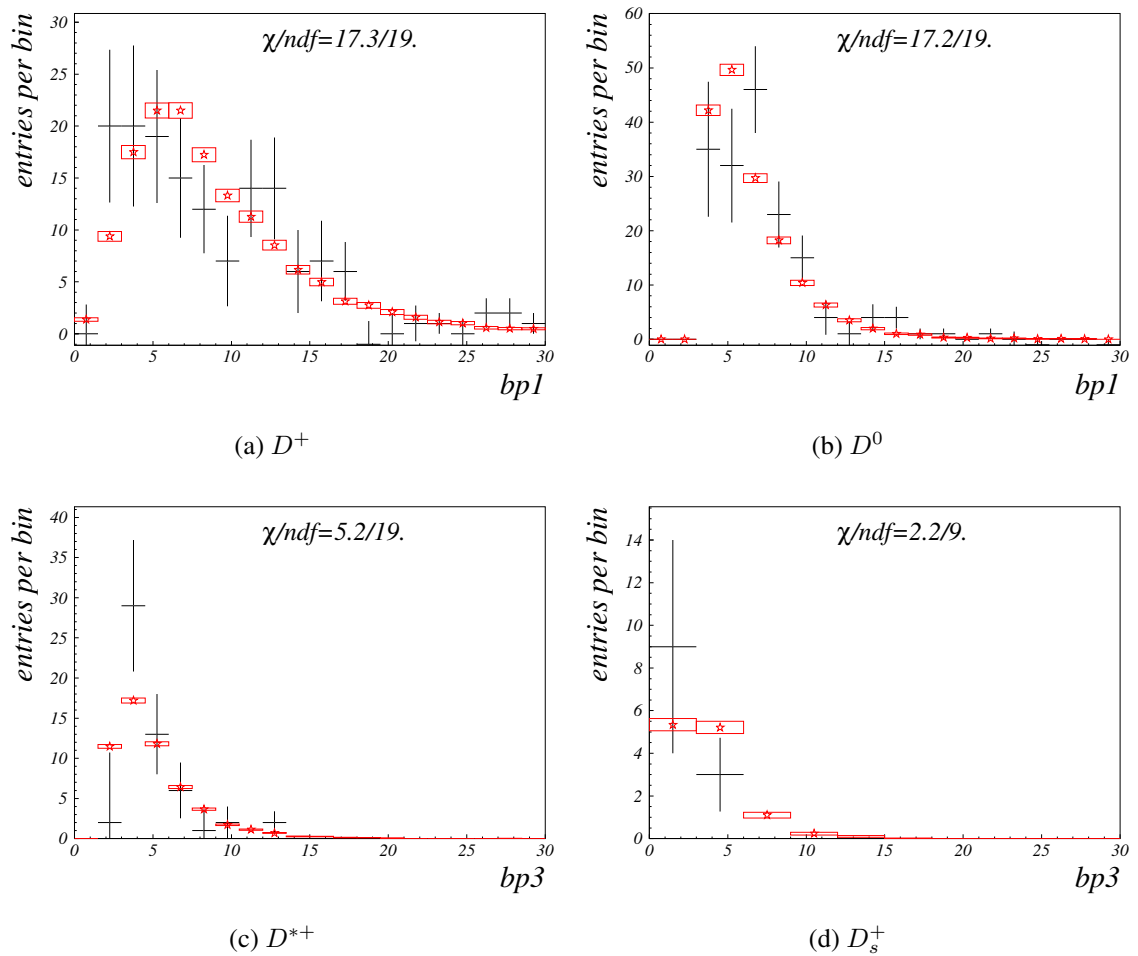 χ/ndf=17.3/19.
entries per bin
30
25
20
15
10
5
0
0 5 10 15 20 25 30
bp1
(a) D⁺
χ/ndf=17.2/19.
entries per bin
60
50
40
30
20
10
0
0 5 10 15 20 25 30
bp1
(b) D⁰
χ/ndf=5.2/19.
entries per bin
40
35
30
25
20
15
10
5
0
0 5 10 15 20 25 30
bp3
(c) D*⁺
χ/ndf=2.2/9.
entries per bin
14
12
10
8
6
4
2
0
0 5 10 15 20 25 30
bp3
(d) Dₛ⁺